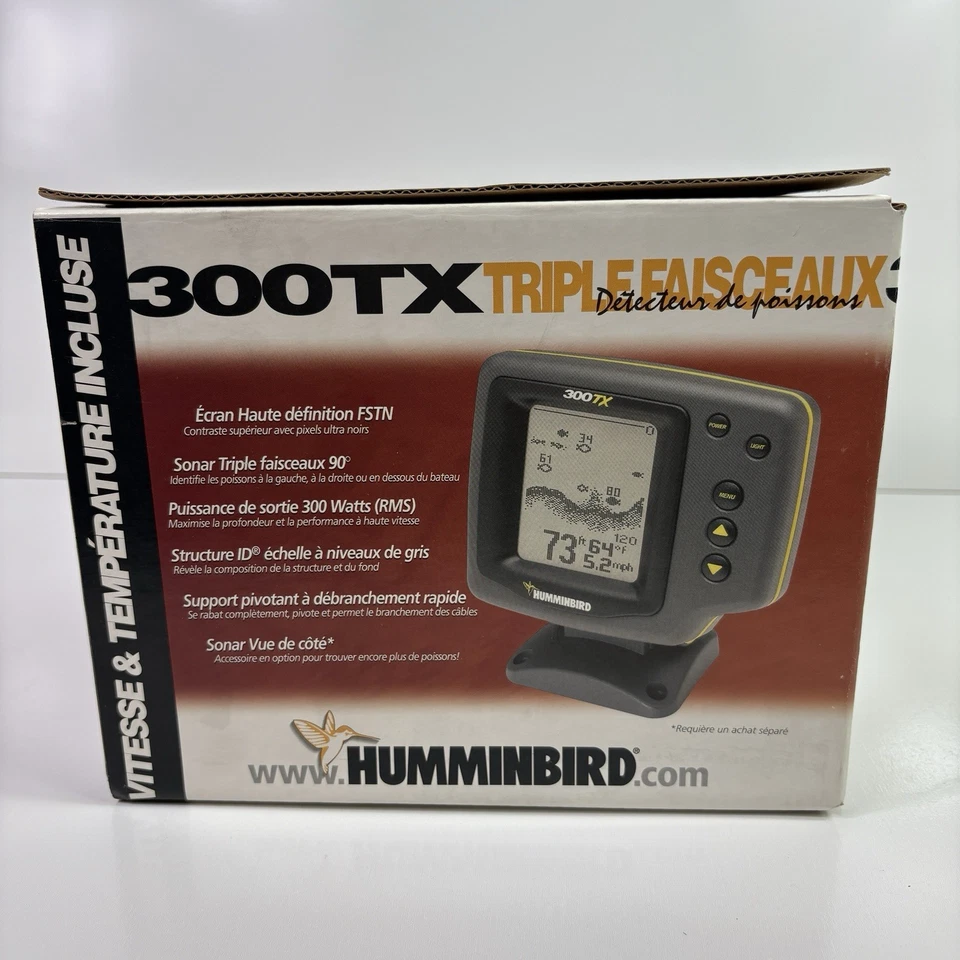 VITESSE & TEMPÉRATURE INCLUSE
300TX TRIPLE FAISCEAUX
Détecteur de poissons
Écran Haute définition FSTN
Contraste supérieur avec pixels ultra noirs
Sonar Triple faisceaux 90°
Identifie les poissons à la gauche, à la droite ou en dessous du bateau
Puissance de sortie 300 Watts (RMS)
Maximise la profondeur et la performance à haute vitesse
Structure ID® échelle à niveaux de gris
Révèle la composition de la structure et du fond
Support pivotant à débranchement rapide
Se rabat complètement, pivote et permet le branchement des câbles
Sonar Vue de côté*
Accessoire en option pour trouver encore plus de poissons!
300TX
0
34
61
80
120
73 ft 64°F
5.2 mph
HUMMINBIRD
POWER
LIGHT
MENU
*Requière un achat séparé
www.HUMMINBIRD®.com